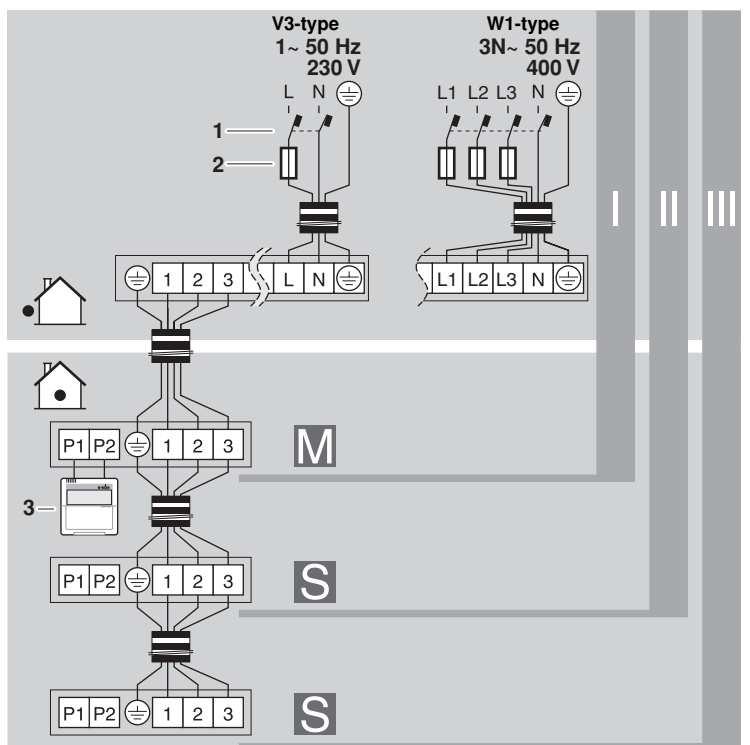 V3-type W1-type
1~ 50 Hz 3N~ 50 Hz
230 V 400 V
L N L1 L2 L3 N
1
2
I II III
1 2 3 L N L1 L2 L3 N
P1 P2 1 2 3 M
3
P1 P2 1 2 3 S
P1 P2 1 2 3 S